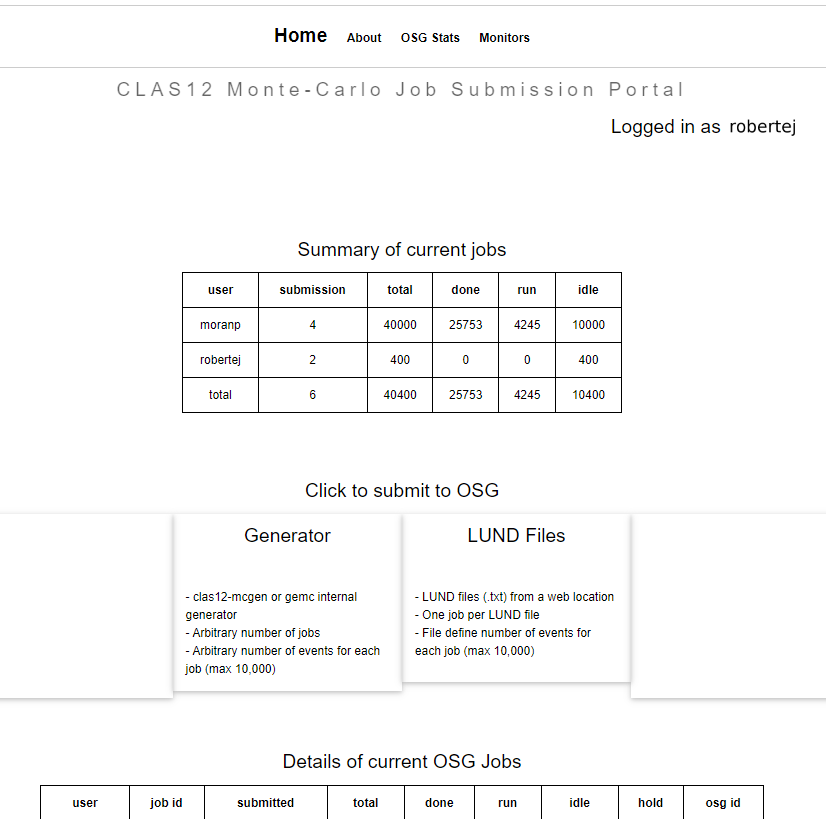 Home About OSG Stats Monitors
CLAS12 Monte-Carlo Job Submission Portal
Logged in as robertej
Summary of current jobs
user submission total done run idle
moranp 4 40000 25753 4245 10000
robertej 2 400 0 0 400
total 6 40400 25753 4245 10400
Click to submit to OSG
Generator
- clas12-mcgen or gemc internal
generator
- Arbitrary number of jobs
- Arbitrary number of events for each
job (max 10,000)
LUND Files
- LUND files (.txt) from a web location
- One job per LUND file
- File define number of events for
each job (max 10,000)
Details of current OSG Jobs
user job id submitted total done run idle hold osg id